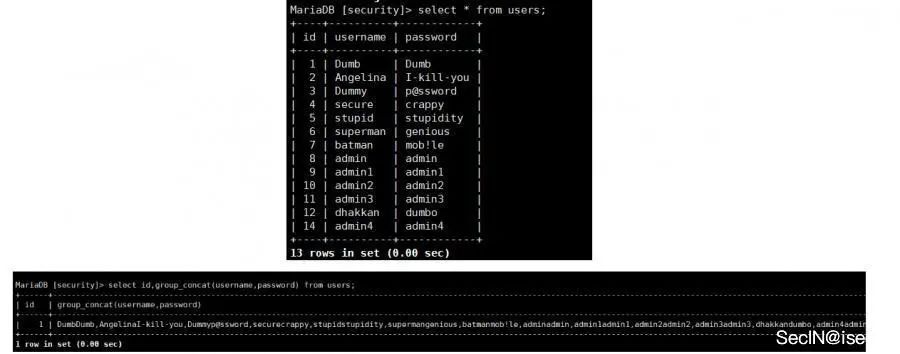 MariaDB [security]> select * from users;
+----+----------+------------+
| id | username | password |
+----+----------+------------+
| 1 | Dumb | Dumb |
| 2 | Angelina | I-kill-you |
| 3 | Dummy | p@ssword |
| 4 | secure | crappy |
| 5 | stupid | stupidity |
| 6 | superman | genious |
| 7 | batman | mob!le |
| 8 | admin | admin |
| 9 | admin1 | admin1 |
| 10 | admin2 | admin2 |
| 11 | admin3 | admin3 |
| 12 | dhakkan | dumbo |
| 14 | admin4 | admin4 |
+----+----------+------------+
13 rows in set (0.00 sec)
MariaDB [security]> select id,group_concat(username,password) from users;
| id | group_concat(username,password)
| 1 | DumbDumb,AngelinaI-kill-you,Dummyp@ssword,securecrappy,stupidstupidity,supermangenious,batmanmob!le,adminadmin,admin1admin1,admin2admin2,admin3admin3,dhakkandumbo,admin4admin
1 row in set (0.00 sec)
SecIN@ise